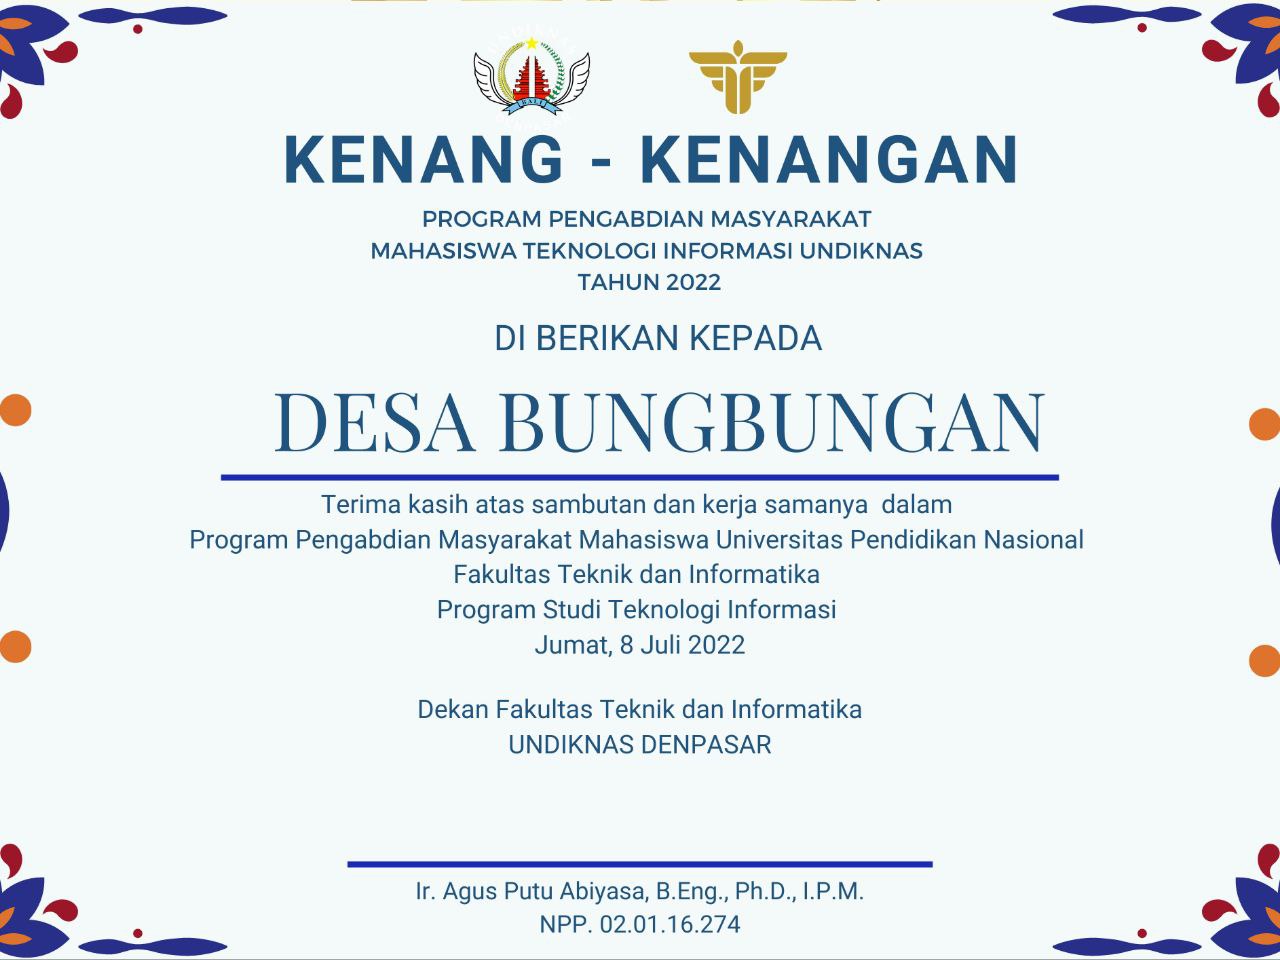 UNDIKNAS
BALI
KENANG - KENANGAN
PROGRAM PENGABDIAN MASYARAKAT
MAHASISWA TEKNOLOGI INFORMASI UNDIKNAS
TAHUN 2022
DI BERIKAN KEPADA
DESA BUNGBUNGAN
Terima kasih atas sambutan dan kerja samanya  dalam
Program Pengabdian Masyarakat Mahasiswa Universitas Pendidikan Nasional
Fakultas Teknik dan Informatika
Program Studi Teknologi Informasi
Jumat, 8 Juli 2022
Dekan Fakultas Teknik dan Informatika
UNDIKNAS DENPASAR
Ir. Agus Putu Abiyasa, B.Eng., Ph.D., I.P.M.
NPP. 02.01.16.274